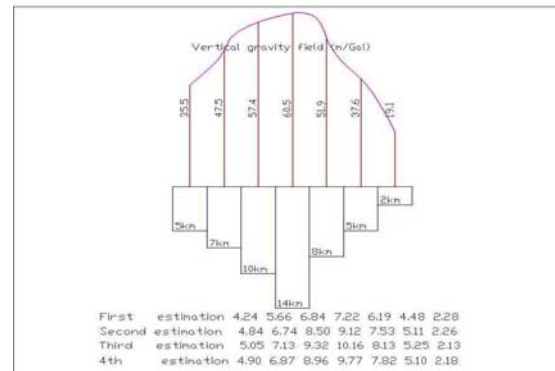 Vertical gravity field (m/Gal)
35.5 47.5 57.4 60.5 51.9 37.6 19.1
2km
5km 5km
7km
8km
10km
14km
First estimation 4.24 5.66 6.84 7.22 6.19 4.48 2.28
Second estimation 4.84 6.74 8.50 9.12 7.53 5.11 2.26
Third estimation 5.05 7.13 9.32 10.16 8.13 5.25 2.13
4th estimation 4.90 6.87 8.96 9.77 7.82 5.10 2.18